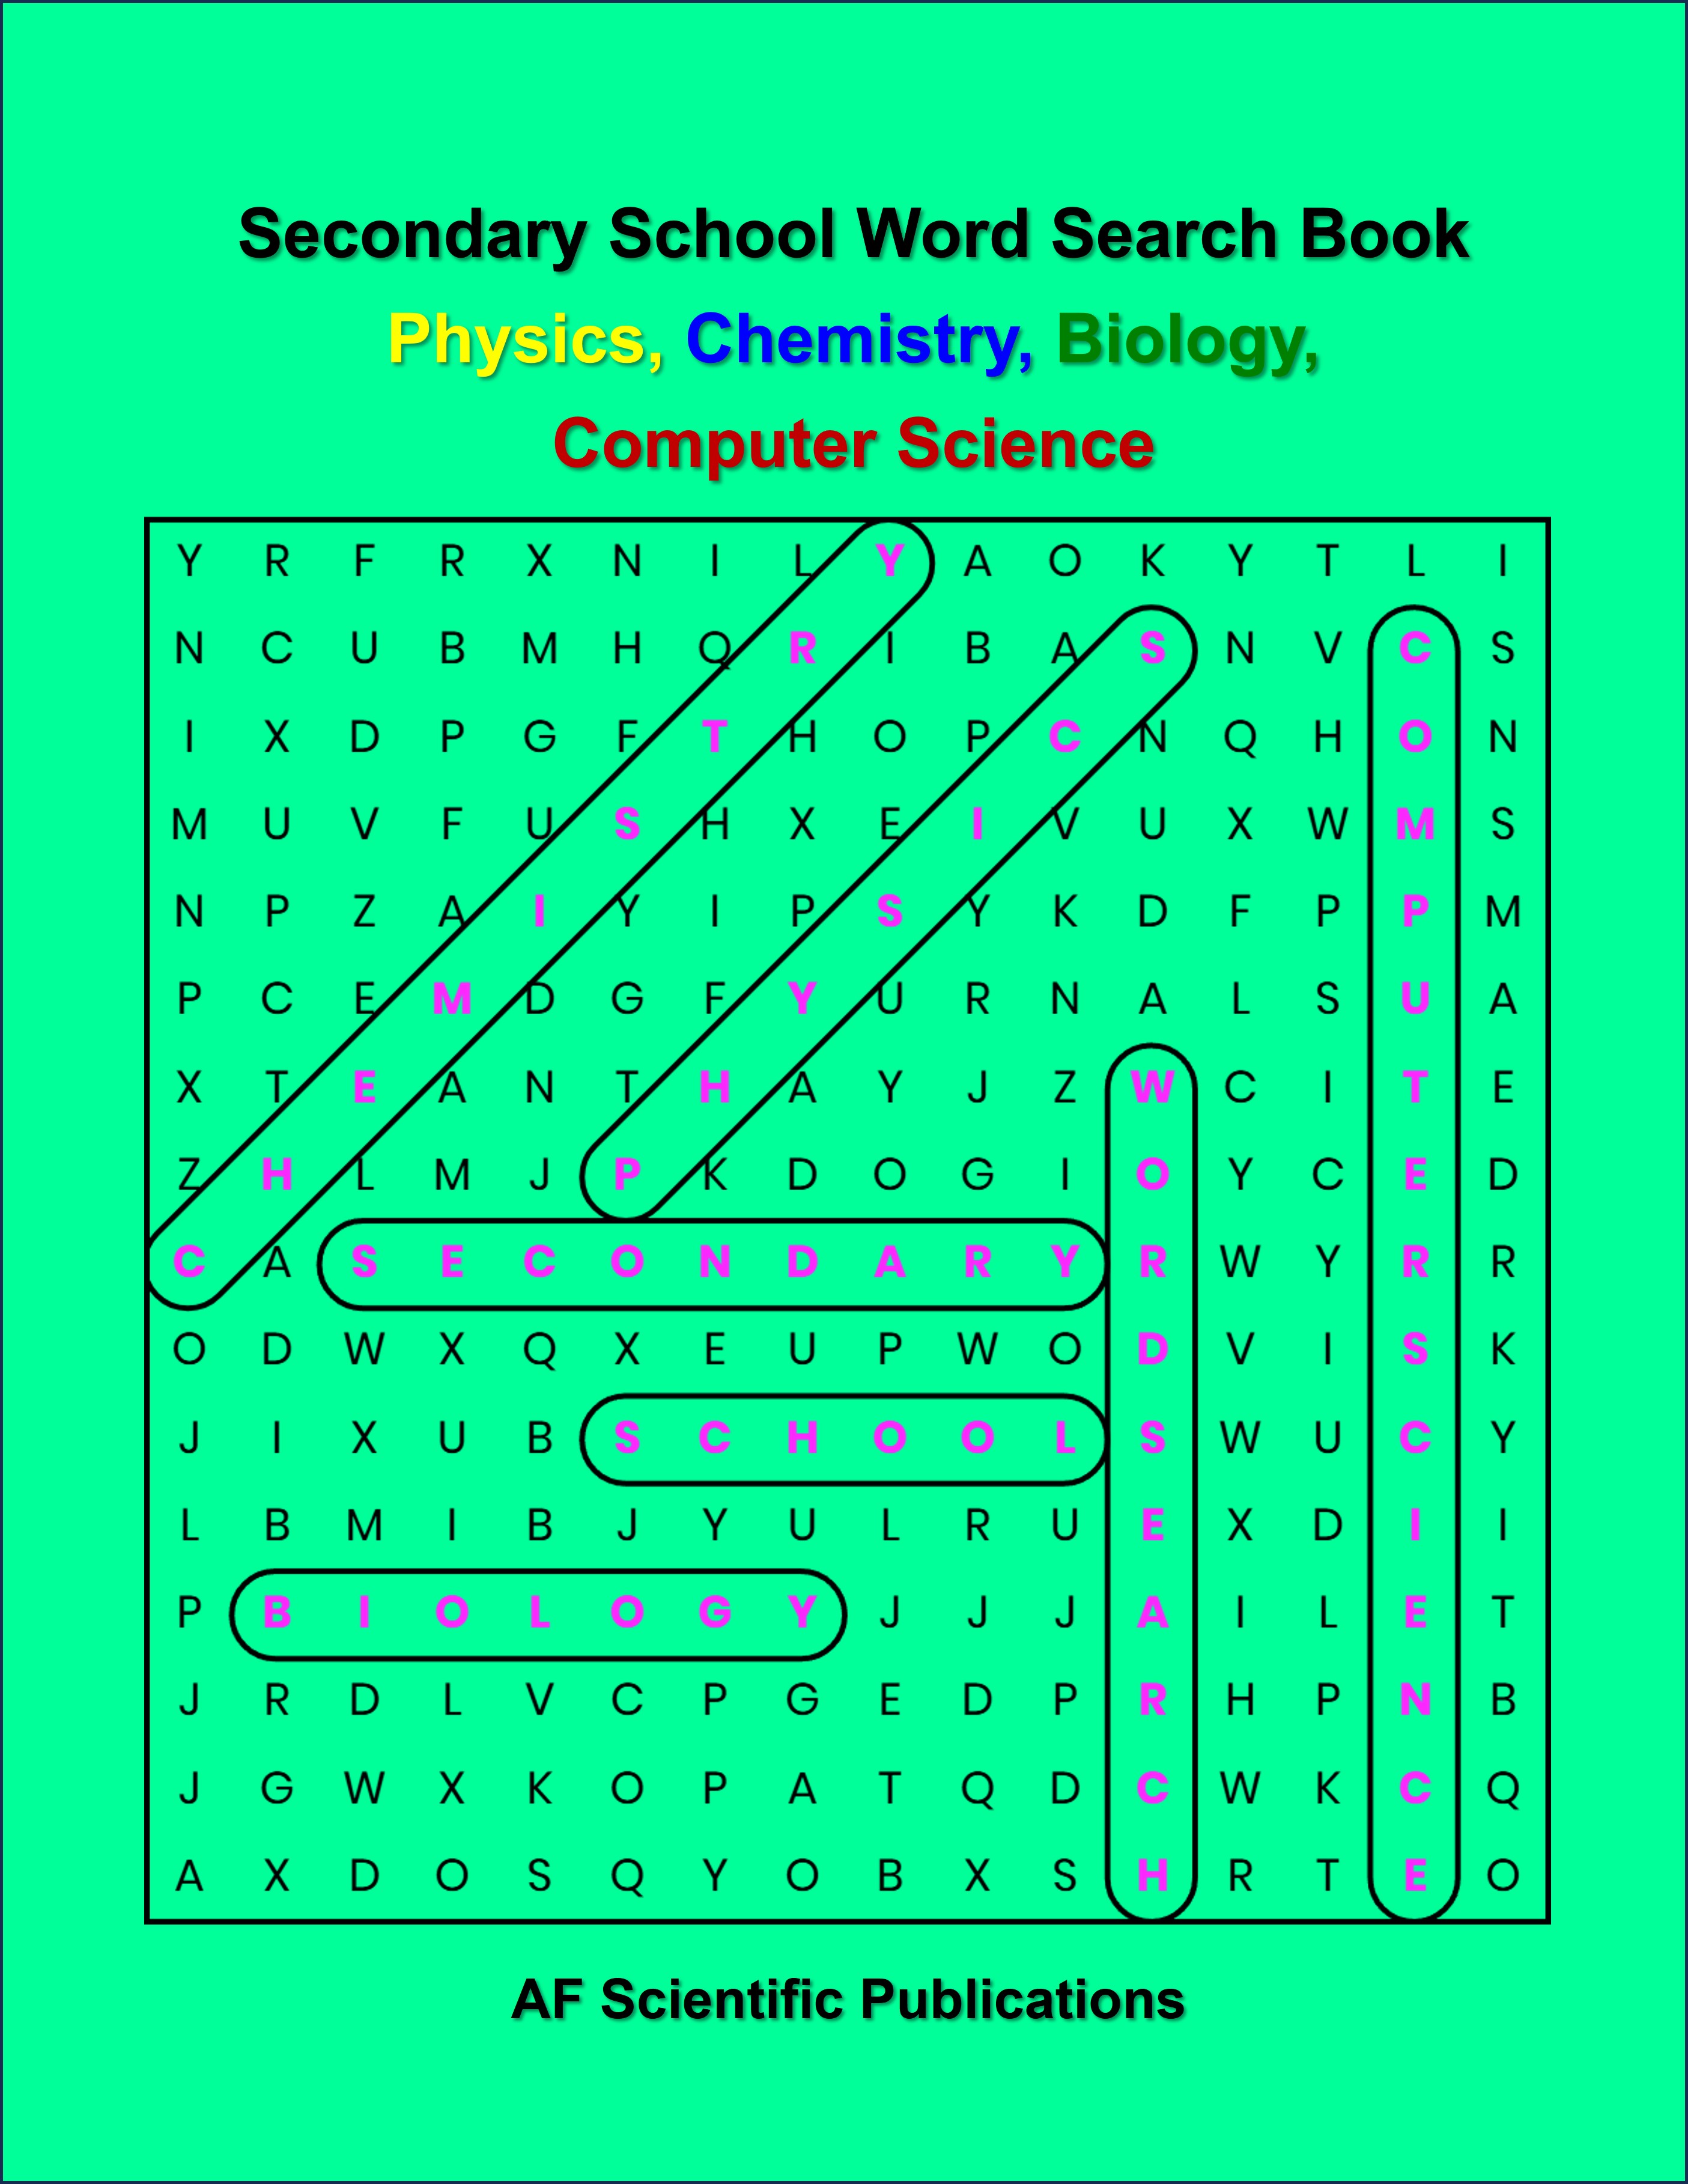 Secondary School Word Search Book
Physics, Chemistry, Biology,
Computer Science
Y R F R X N I L Y A O K Y T L I
N C U B M H Q R I B A S N V C S
I X D P G F T H O P C N Q H O N
M U V F U S H X E I V U X W M S
N P Z A I Y I P S Y K D F P P M
P C E M D G F Y U R N A L S U A
X T E A N T H A Y J Z W C I T E
Z H L M J P K D O G I O Y C E D
C A S E C O N D A R Y R W Y R R
O D W X Q X E U P W O D V I S K
J I X U B S C H O O L S W U C Y
L B M I B J Y U L R U E X D I I
P B I O L O G Y J J J A I L E T
J R D L V C P G E D P R H P N B
J G W X K O P A T Q D C W K C Q
A X D O S Q Y O B X S H R T E O
AF Scientific Publications